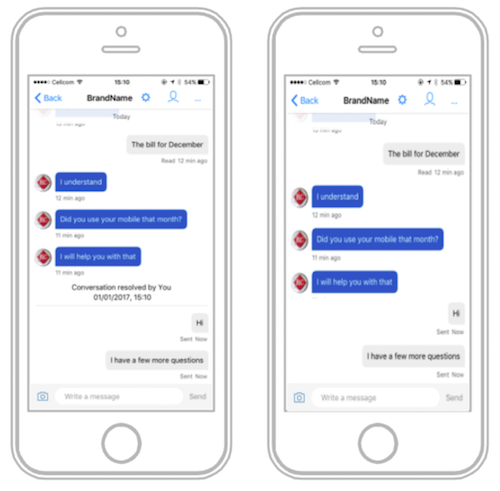 Cellcom 15:10 54%
Back BrandName ...
Today
12 min ago
The bill for December
Read 12 min ago
I understand
12 min ago
Did you use your mobile that month?
11 min ago
I will help you with that
11 min ago
Conversation resolved by You
01/01/2017, 15:10
Hi
Sent Now
I have a few more questions
Sent Now
Write a message Send
Cellcom 15:10 54%
Back BrandName ...
Today
The bill for December
Read 12 min ago
I understand
12 min ago
Did you use your mobile that month?
11 min ago
I will help you with that
Hi
Sent Now
I have a few more questions
Sent Now
Write a message Send